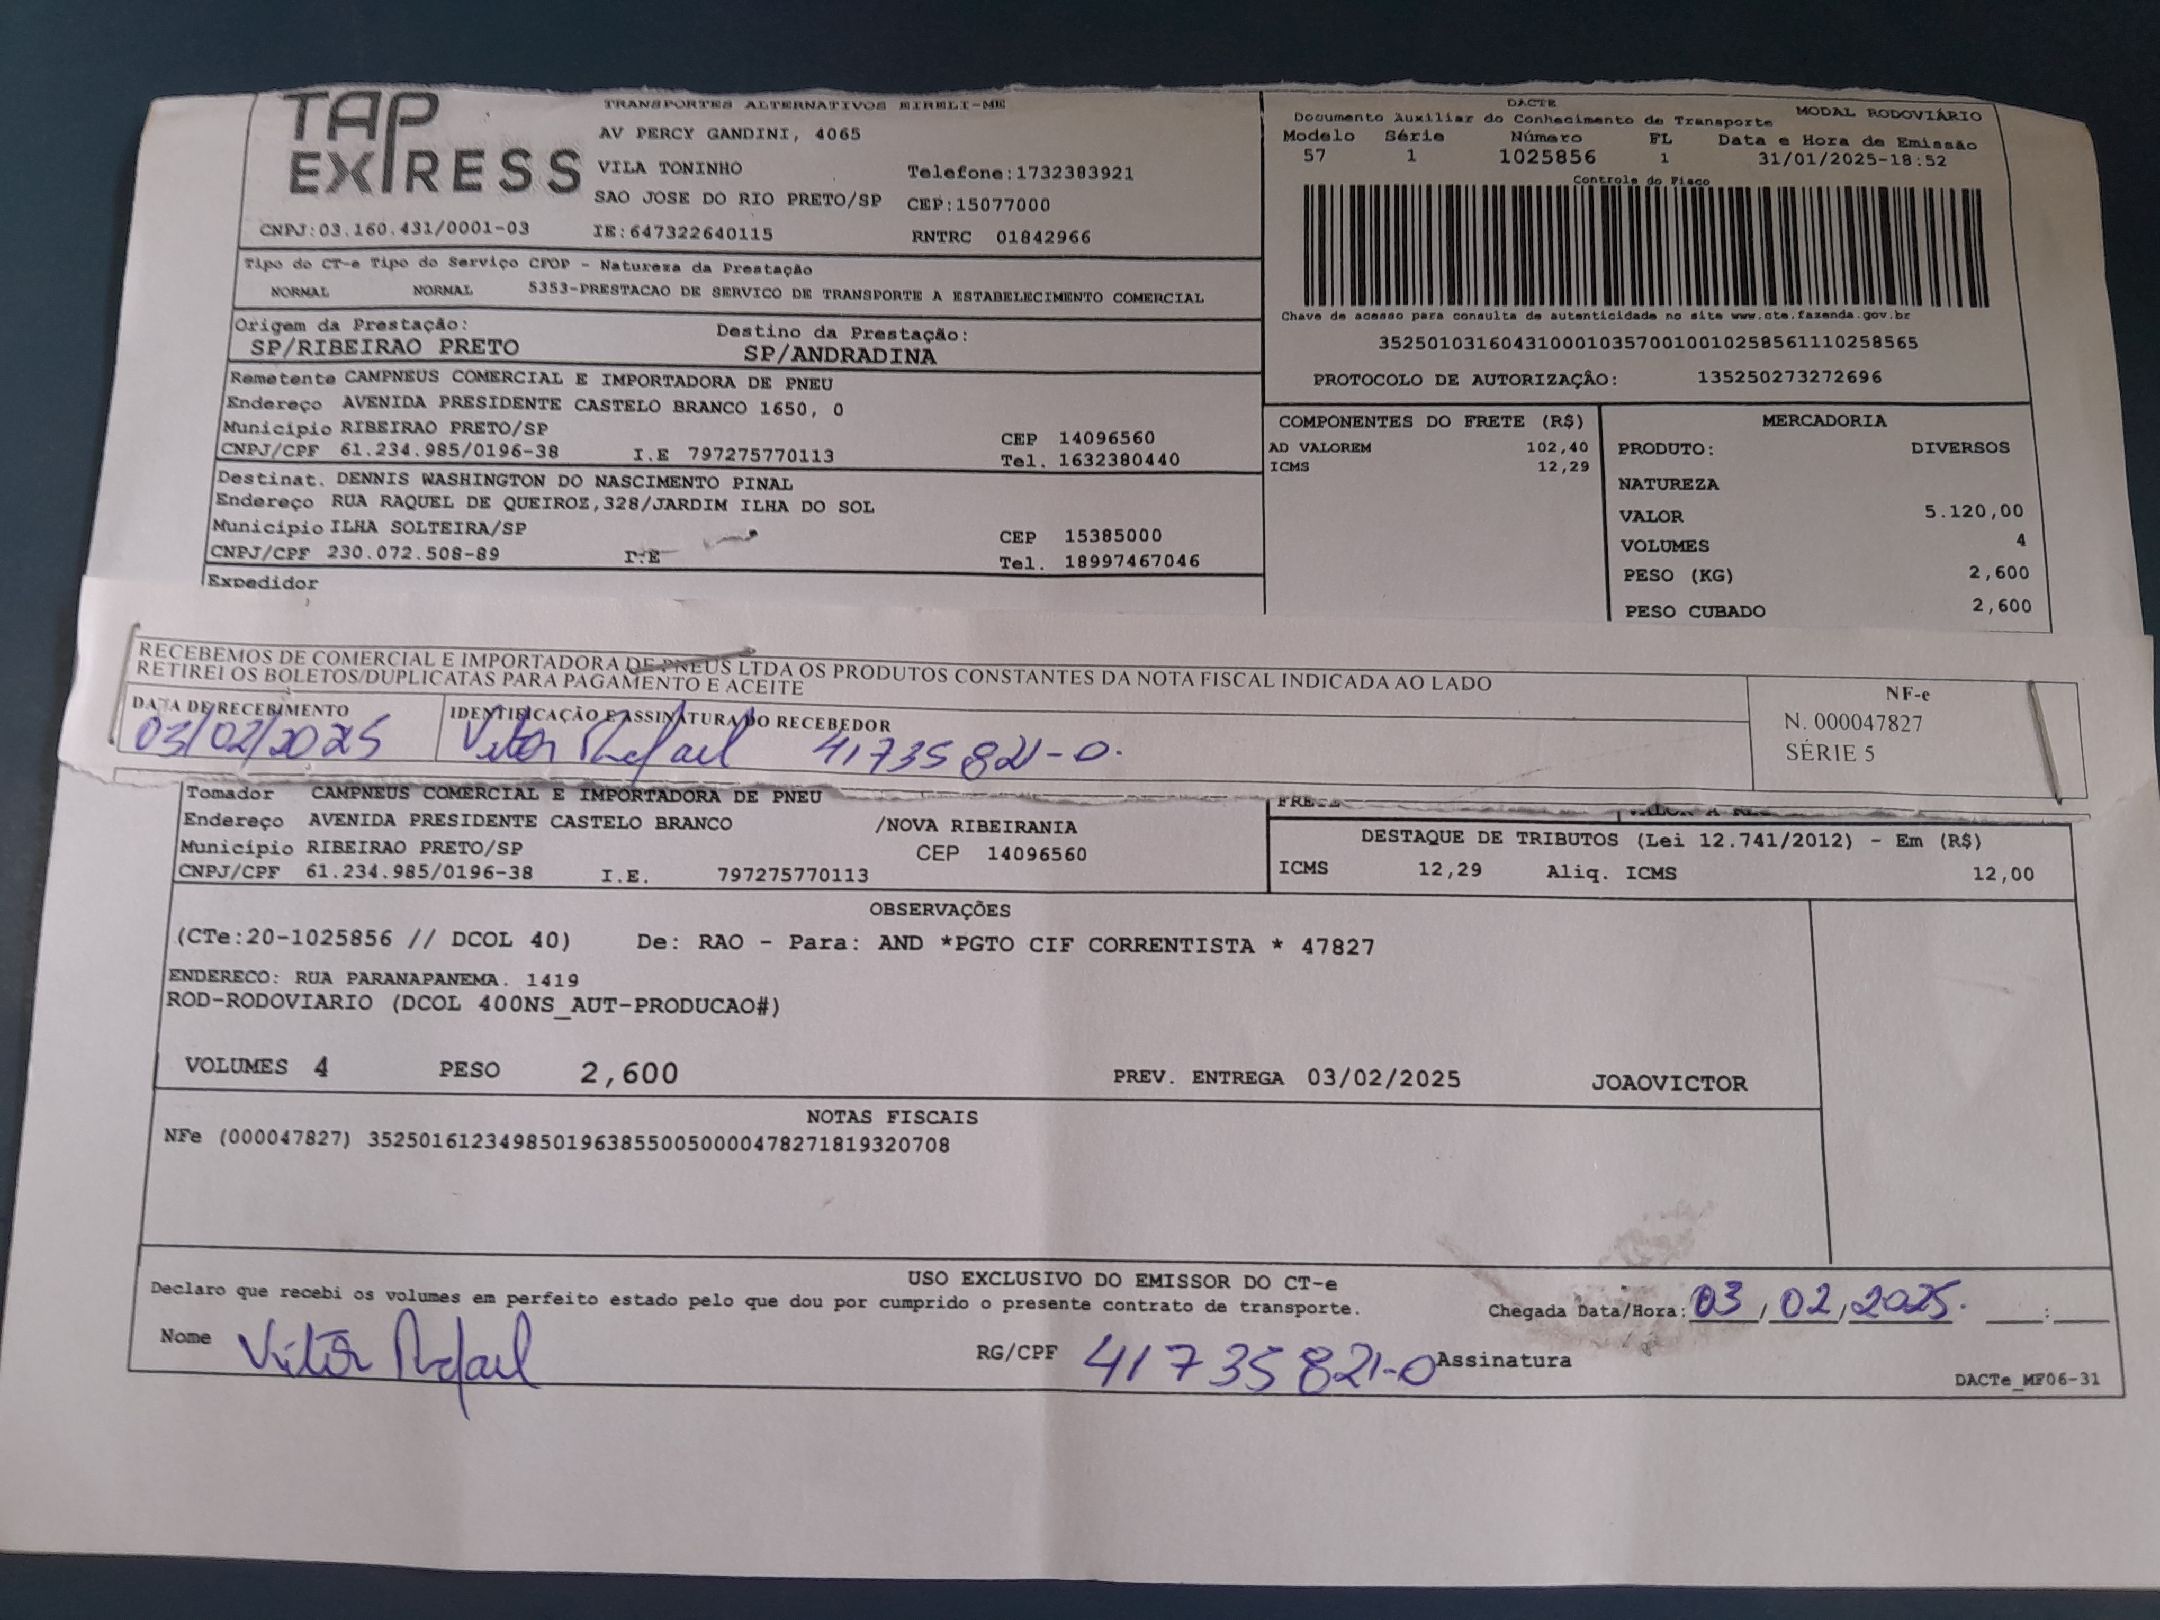 TAP EXPRESS
TRANSPORTES ALTERNATIVOS EIRELI-ME
AV PERCY GANDINI, 4065
VILA TONINHO Telefone:1732383921
SAO JOSE DO RIO PRETO/SP CEP:15077000
CNPJ:03.160.431/0001-03 IE:647322640115 RNTRC 01842966
Tipo do CT-e Tipo do Serviço CFOP - Natureza da Prestação
NORMAL NORMAL 5353-PRESTACAO DE SERVICO DE TRANSPORTE A ESTABELECIMENTO COMERCIAL
Origem da Prestação: Destino da Prestação:
SP/RIBEIRAO PRETO SP/ANDRADINA
Remetente CAMPNEUS COMERCIAL E IMPORTADORA DE PNEU
Endereço AVENIDA PRESIDENTE CASTELO BRANCO 1650, 0
Município RIBEIRAO PRETO/SP CEP 14096560
CNPJ/CPF 61.234.985/0196-38 I.E 797275770113 Tel. 1632380440
Destinat. DENNIS WASHINGTON DO NASCIMENTO PINAL
Endereço RUA RAQUEL DE QUEIROZ,328/JARDIM ILHA DO SOL
Município ILHA SOLTEIRA/SP CEP 15385000
CNPJ/CPF 230.072.508-89 I.E Tel. 18997467046
Expedidor
DACTE MODAL RODOVIÁRIO
Documento Auxiliar do Conhecimento de Transporte
Modelo Série Número FL Data e Hora de Emissão
57 1 1025856 1 31/01/2025-18:52
Controle do Fisco
Chave de acesso para consulta de autenticidade no site www.cte.fazenda.gov.br
35250103160431000103570010010258561110258565
PROTOCOLO DE AUTORIZAÇÃO: 135250273272696
COMPONENTES DO FRETE (R$)
AD VALOREM 102,40
ICMS 12,29
MERCADORIA
PRODUTO: DIVERSOS
NATUREZA
VALOR 5.120,00
VOLUMES 4
PESO (KG) 2,600
PESO CUBADO 2,600
RECEBEMOS DE COMERCIAL E IMPORTADORA DE PNEUS LTDA OS PRODUTOS CONSTANTES DA NOTA FISCAL INDICADA AO LADO
RETIREI OS BOLETOS/DUPLICATAS PARA PAGAMENTO E ACEITE
DATA DE RECEBIMENTO IDENTIFICAÇÃO E ASSINATURA DO RECEBEDOR
03/02/2025 Vitor Rafael 41735821-0.
NF-e
N. 000047827
SÉRIE 5
Tomador CAMPNEUS COMERCIAL E IMPORTADORA DE PNEU
Endereço AVENIDA PRESIDENTE CASTELO BRANCO /NOVA RIBEIRANIA
Município RIBEIRAO PRETO/SP CEP 14096560
CNPJ/CPF 61.234.985/0196-38 I.E. 797275770113
DESTAQUE DE TRIBUTOS (Lei 12.741/2012) - Em (R$)
ICMS 12,29 Aliq. ICMS 12,00
OBSERVAÇÕES
(CTe:20-1025856 // DCOL 40) De: RAO - Para: AND *PGTO CIF CORRENTISTA * 47827
ENDERECO: RUA PARANAPANEMA. 1419
ROD-RODOVIARIO (DCOL 400NS_AUT-PRODUCAO#)
VOLUMES 4 PESO 2,600 PREV. ENTREGA 03/02/2025 JOAOVICTOR
NOTAS FISCAIS
NFe (000047827) 35250161234985019638550050000478271819320708
USO EXCLUSIVO DO EMISSOR DO CT-e
Declaro que recebi os volumes em perfeito estado pelo que dou por cumprido o presente contrato de transporte. Chegada Data/Hora: 03/02/2025. :
Nome Vitor Rafael RG/CPF 41735821-0 Assinatura
DACTe_MF06-31